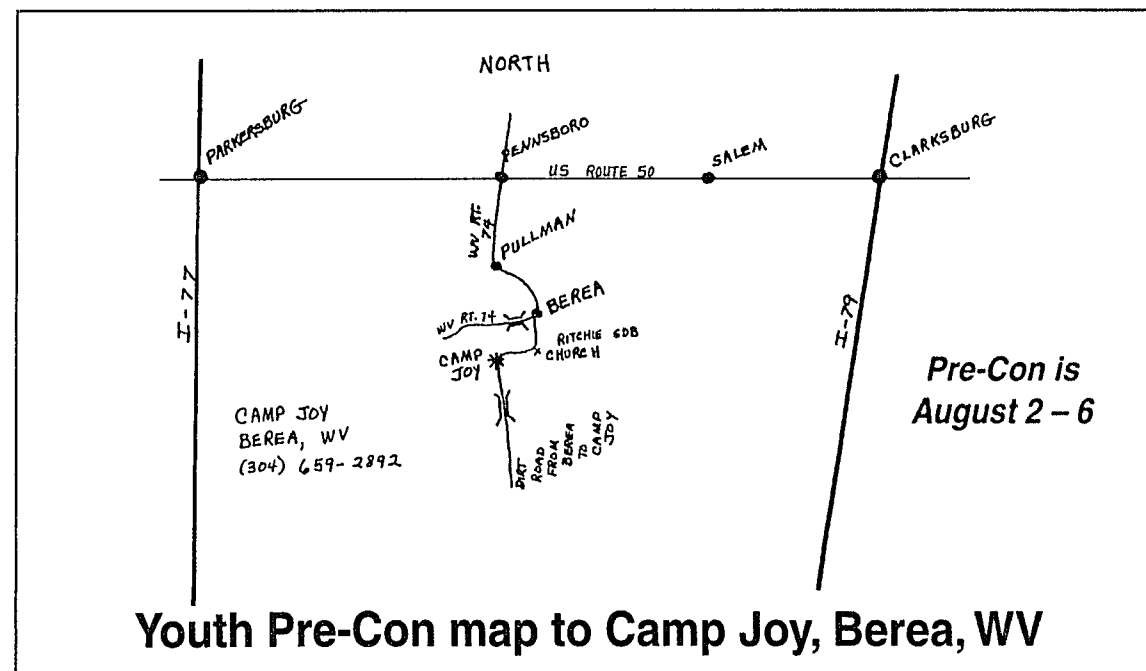 NORTH
PARKERSBURG
PENNSBORO
US ROUTE 50
SALEM
CLARKSBURG
WV RT.
74
PULLMAN
I-77
BEREA
WV RT. 74
I-79
RITCHIE SDB
CHURCH
CAMP
JOY
Pre-Con is
August 2 – 6
CAMP JOY
BEREA, WV
(304) 659-2892
DIRT
ROAD
FROM
BEREA
TO
CAMP
JOY
Youth Pre-Con map to Camp Joy, Berea, WV